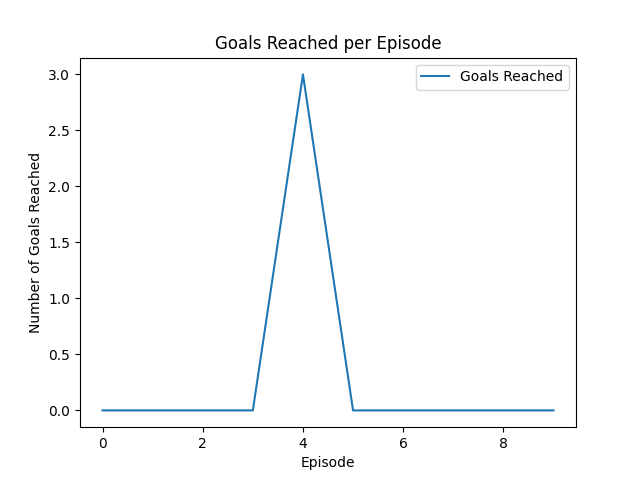 Goals Reached per Episode
Goals Reached
3.0
2.5
2.0
1.5
1.0
0.5
0.0
Number of Goals Reached
0 2 4 6 8
Episode